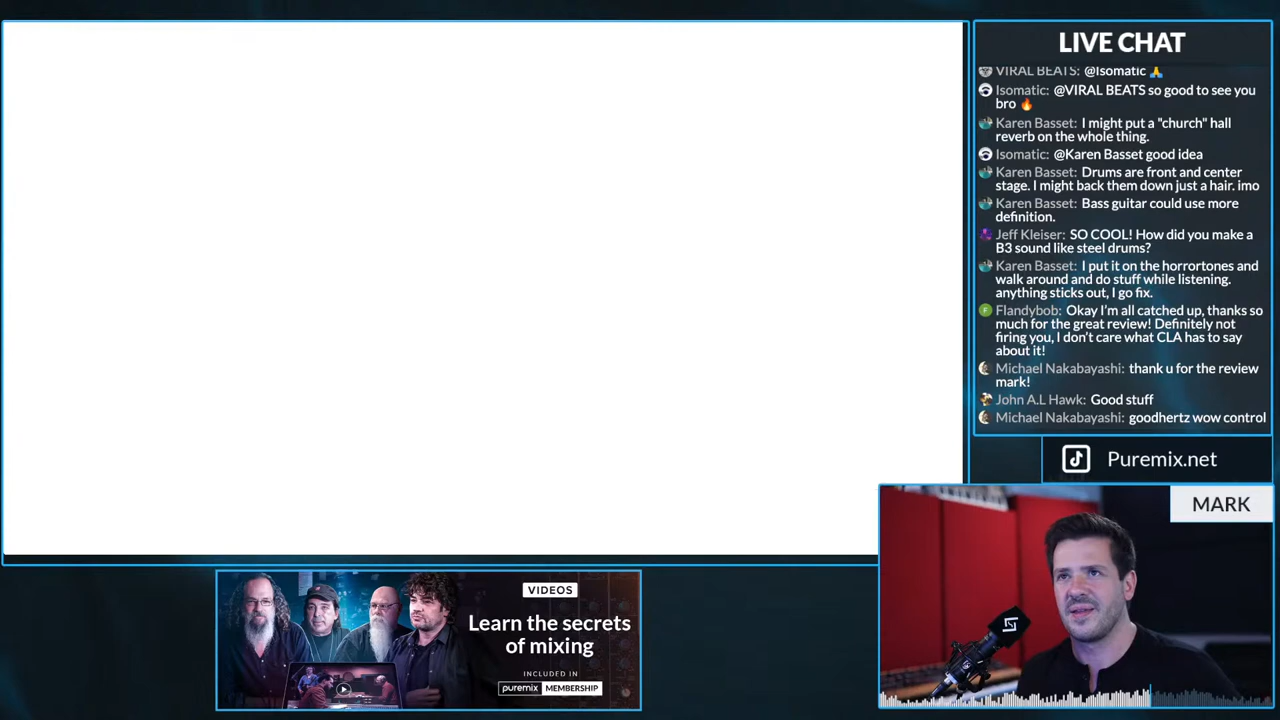 LIVE CHAT
VIRAL BEATS: @Isomatic 🙏
Isomatic: @VIRAL BEATS so good to see you
bro 🔥
Karen Basset: I might put a "church" hall
reverb on the whole thing.
Isomatic: @Karen Basset good idea
Karen Basset: Drums are front and center
stage. I might back them down just a hair. imo
Karen Basset: Bass guitar could use more
definition.
Jeff Kleiser: SO COOL! How did you make a
B3 sound like steel drums?
Karen Basset: I put it on the horrortones and
walk around and do stuff while listening.
anything sticks out, I go fix.
F
Flandybob: Okay I'm all catched up, thanks so
much for the great review! Definitely not
firing you, I don't care what CLA has to say
about it!
Michael Nakabayashi: thank u for the review
mark!
John A.L Hawk: Good stuff
Michael Nakabayashi: goodhertz wow control
Puremix.net
MARK
VIDEOS
Learn the secrets
of mixing
INCLUDED IN
puremix MEMBERSHIP